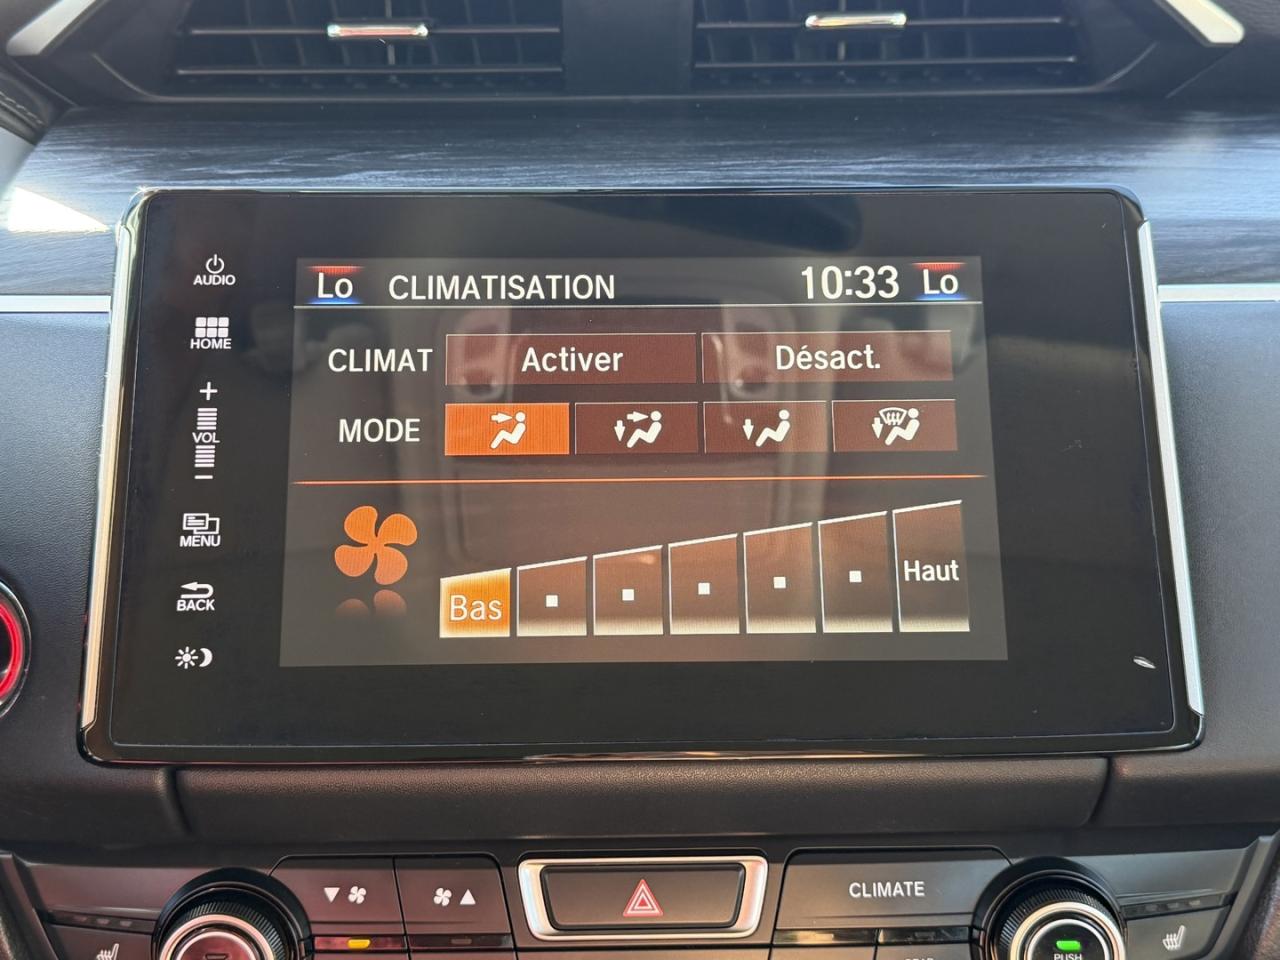 AUDIO
HOME
+
VOL
−
MENU
BACK
Lo CLIMATISATION 10:33 Lo
CLIMAT Activer Désact.
MODE
Bas Haut
CLIMATE
PUSH